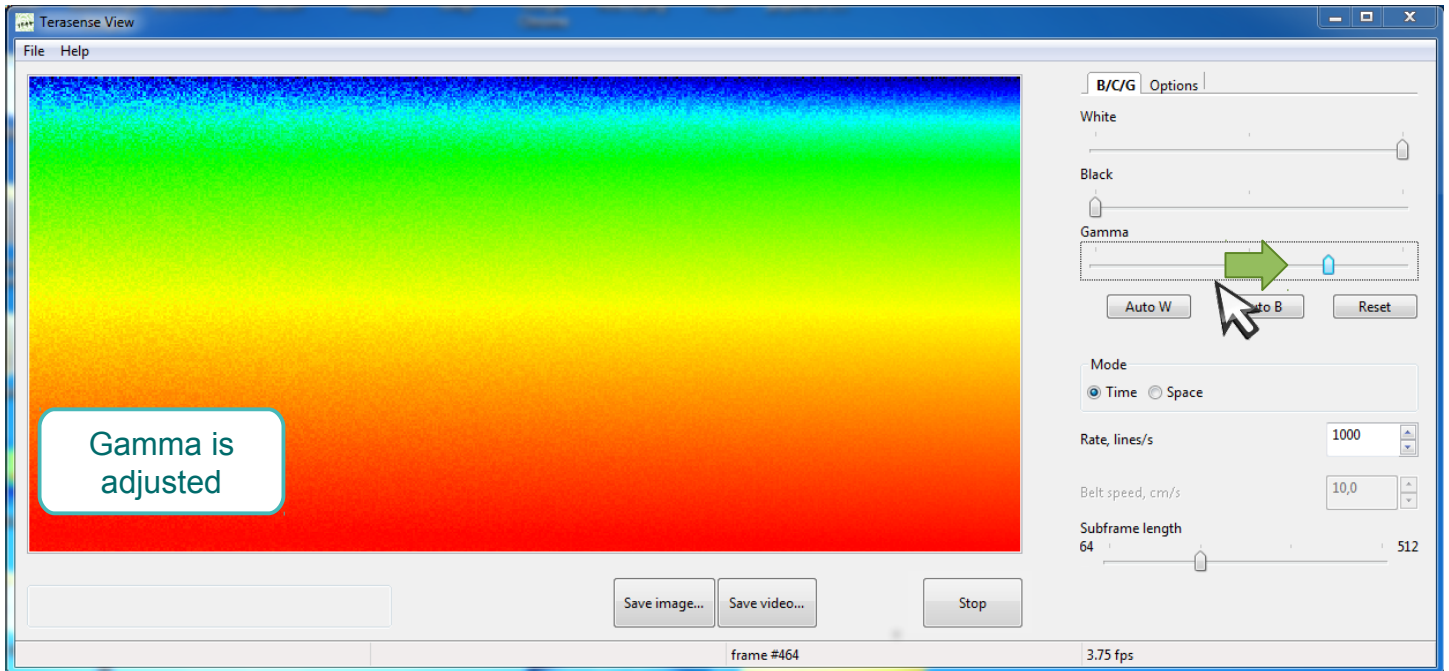 Terasense View
File Help
B/C/G Options
White
Black
Gamma
Auto W
to B
Reset
Mode
Time Space
Rate, lines/s
1000
Belt speed, cm/s
10,0
Subframe length
64
512
Gamma is
adjusted
Save image...
Save video...
Stop
frame #464
3.75 fps